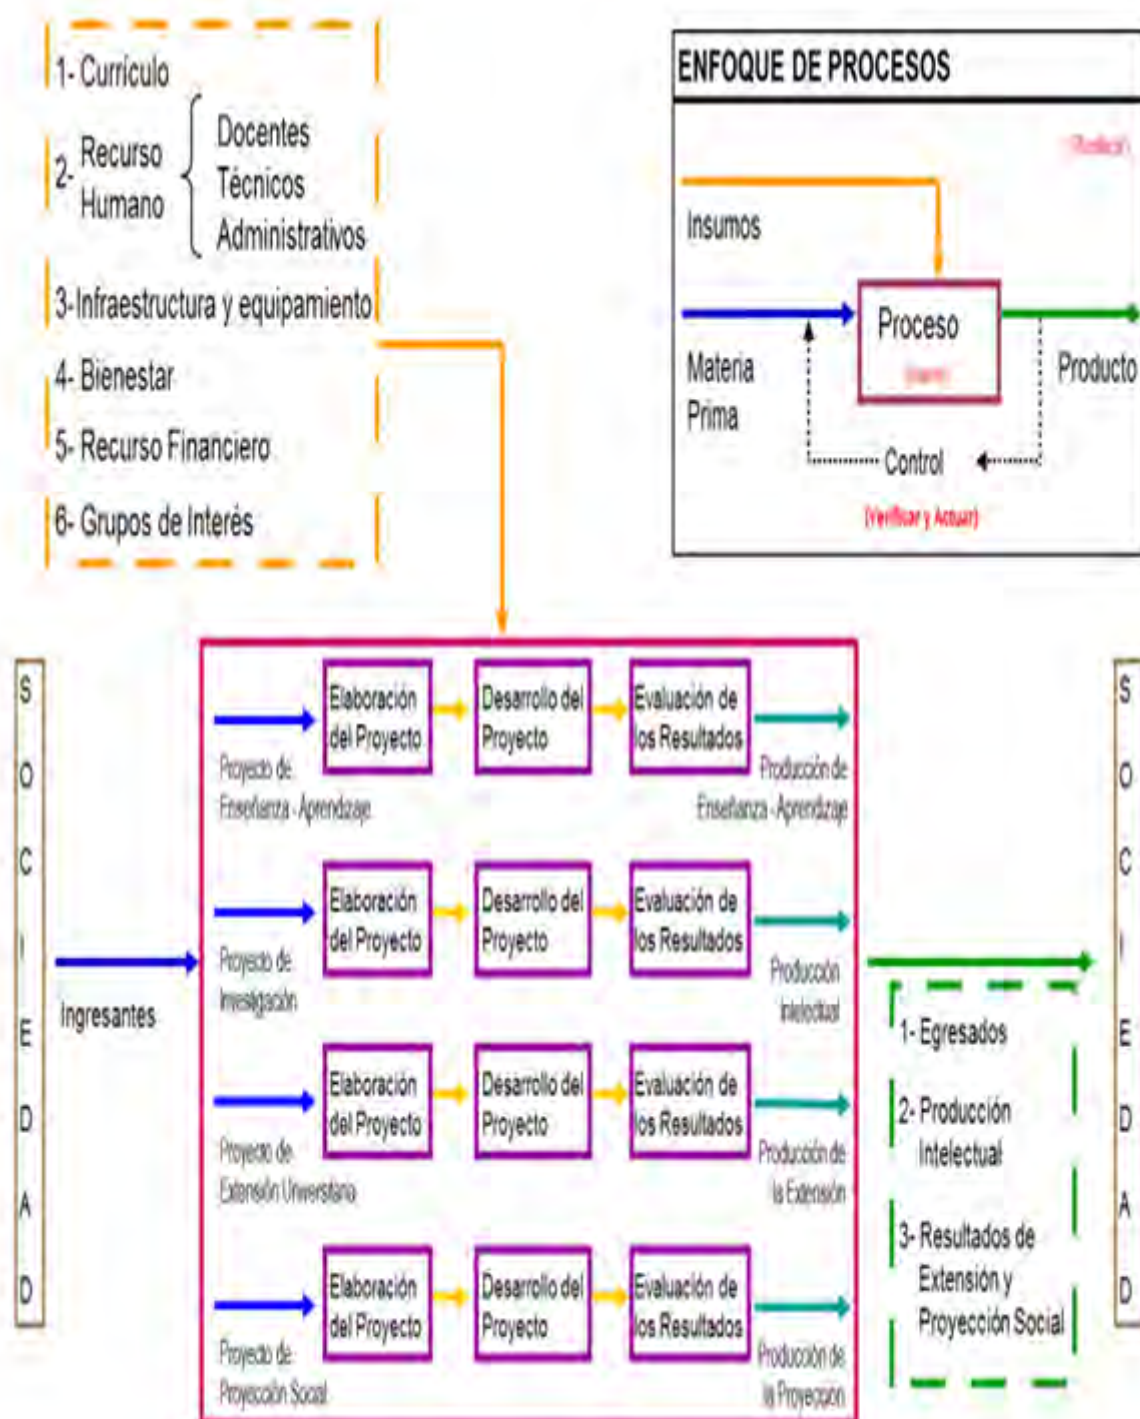 1- Currículo
2- Recurso
Humano
Docentes
Técnicos
Administrativos
3-Infraestructura y equipamiento
4- Bienestar
5- Recurso Financiero
6- Grupos de Interés
ENFOQUE DE PROCESOS
Insumos
Materia
Prima
Proceso
Producto
Control
(Verificar y Actuar)
SOCIEDAD
Ingresantes
Proyecto de
Enseñanza - Aprendizaje
Elaboración
del Proyecto
Desarrollo del
Proyecto
Evaluación de
los Resultados
Producción de
Enseñanza - Aprendizaje
Proyecto de
Investigación
Elaboración
del Proyecto
Desarrollo del
Proyecto
Evaluación de
los Resultados
Producción
Intelectual
Proyecto de
Extensión Universitaria
Elaboración
del Proyecto
Desarrollo del
Proyecto
Evaluación de
los Resultados
Producción de
la Extensión
Proyecto de
Proyección Social
Elaboración
del Proyecto
Desarrollo del
Proyecto
Evaluación de
los Resultados
Producción de
la Proyección
1- Egresados
2- Producción
Intelectual
3- Resultados de
Extensión y
Proyección Social
SOCIEDAD